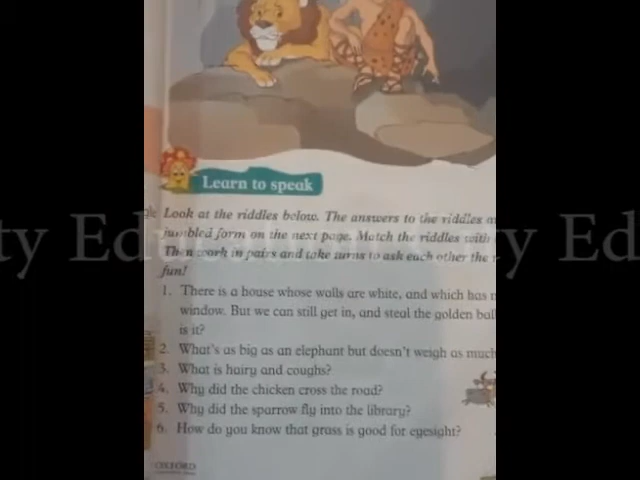 Learn to speak
Look at the riddles below. The answers to the riddles
jumbled form on the next page. Match the riddles with
Then work in pairs and take turns to ask each other the
fun!
1. There is a house whose walls are white, and which has
window. But we can still get in, and steal the golden
is it?
2. What's as big as an elephant but doesn't weigh as much
3. What is hairy and coughs?
4. Why did the chicken cross the road?
5. Why did the sparrow fly into the library?
6. How do you know that grass is good for eyesight?
OXFORD